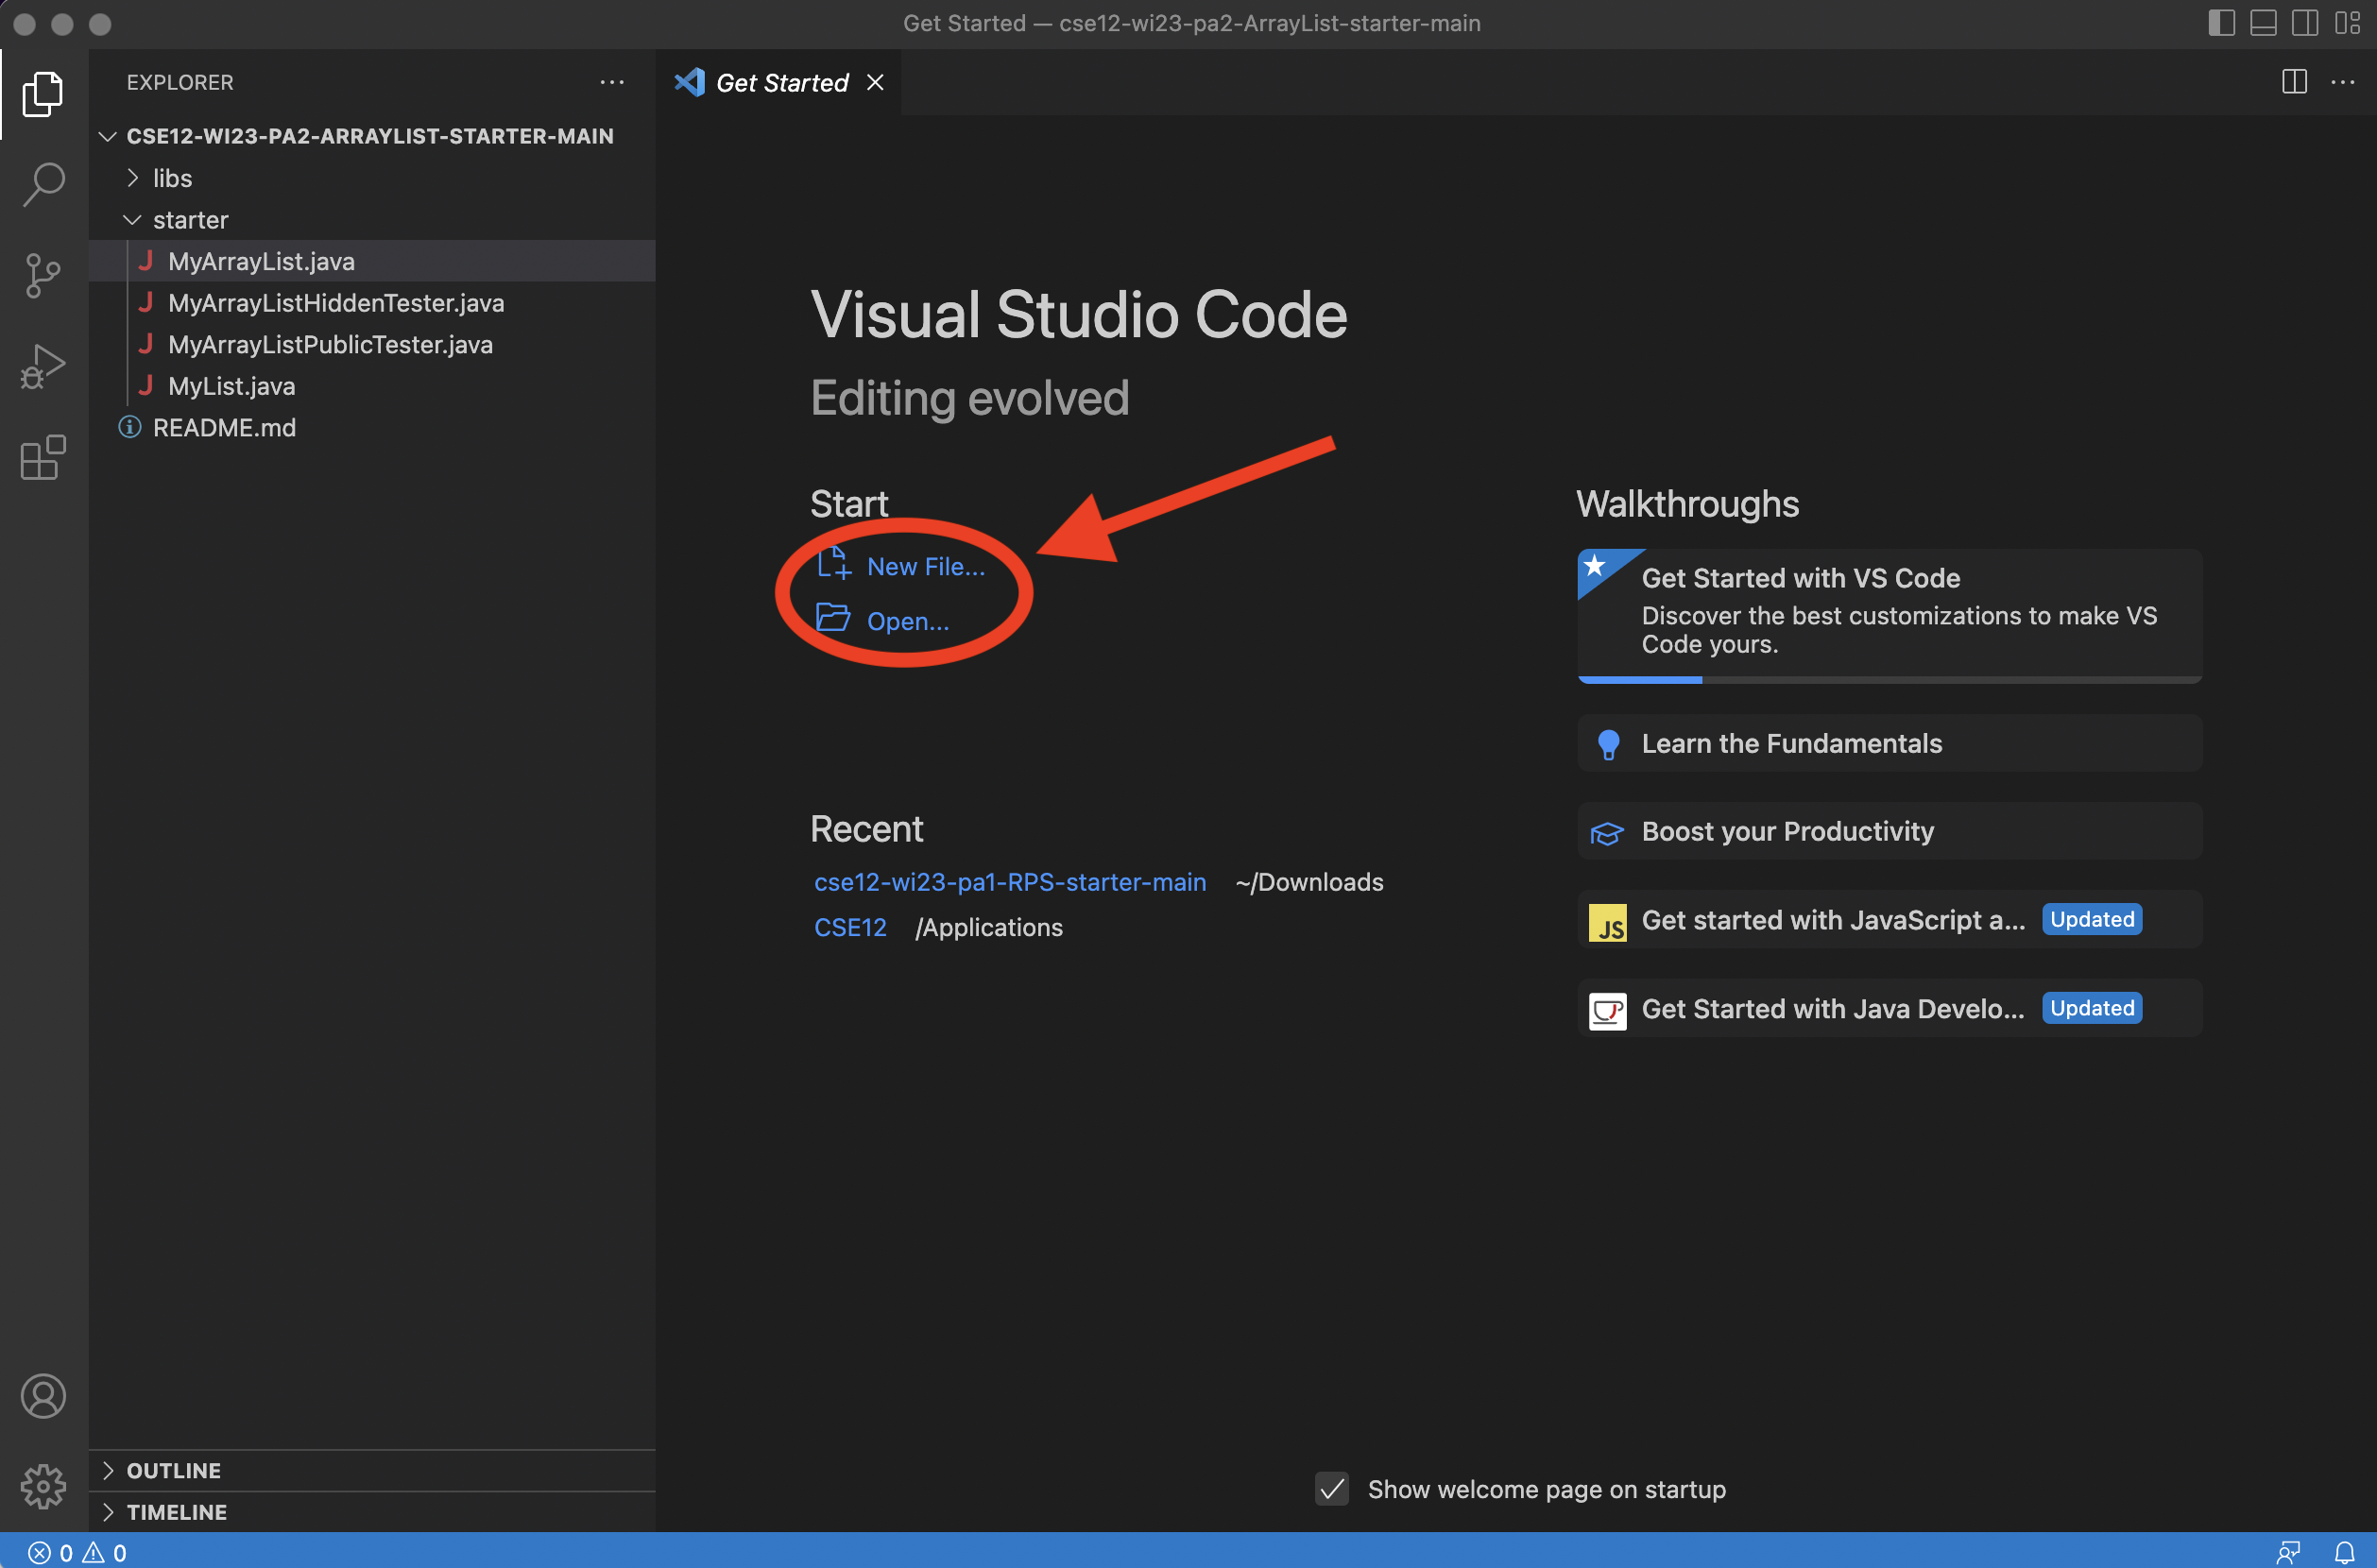 Get Started — cse12-wi23-pa2-ArrayList-starter-main
EXPLORER
Get Started
CSE12-WI23-PA2-ARRAYLIST-STARTER-MAIN
libs
starter
J MyArrayList.java
J MyArrayListHiddenTester.java
J MyArrayListPublicTester.java
J MyList.java
README.md
OUTLINE
TIMELINE
Visual Studio Code
Editing evolved
Start
New File...
Open...
Recent
cse12-wi23-pa1-RPS-starter-main ~/Downloads
CSE12 /Applications
Walkthroughs
Get Started with VS Code
Discover the best customizations to make VS
Code yours.
Learn the Fundamentals
Boost your Productivity
JS Get started with JavaScript a... Updated
Get Started with Java Develo... Updated
Show welcome page on startup
0 0